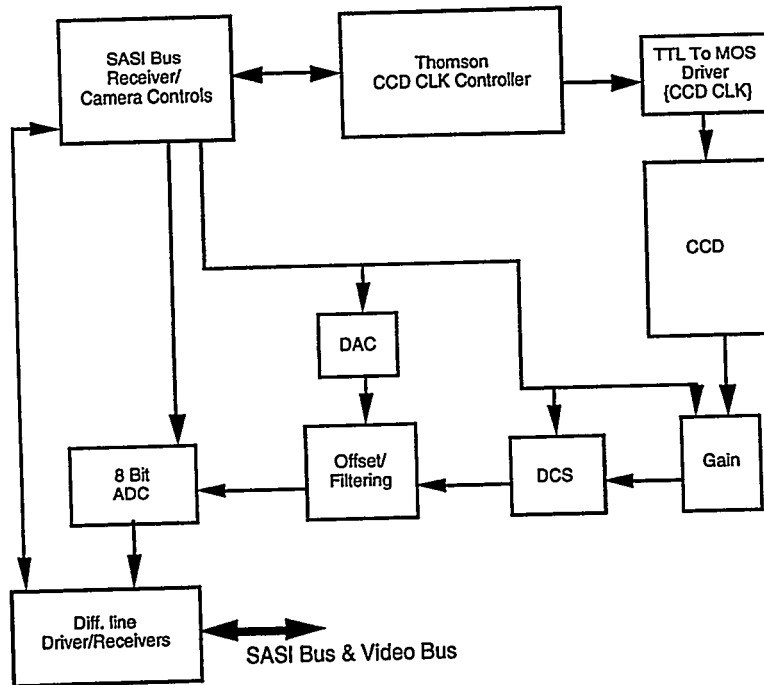 SASI Bus
Receiver/
Camera Controls
Thomson
CCD CLK Controller
TTL To MOS
Driver
{CCD CLK}
CCD
DAC
8 Bit
ADC
Offset/
Filtering
DCS
Gain
Diff. line
Driver/Receivers
SASI Bus & Video Bus